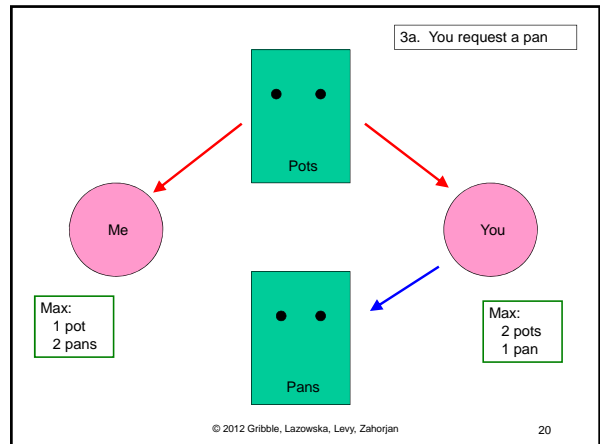 3a. You request a pan
Pots
Me
You
Max:
1 pot
2 pans
Max:
2 pots
1 pan
Pans
© 2012 Gribble, Lazowska, Levy, Zahorjan
20